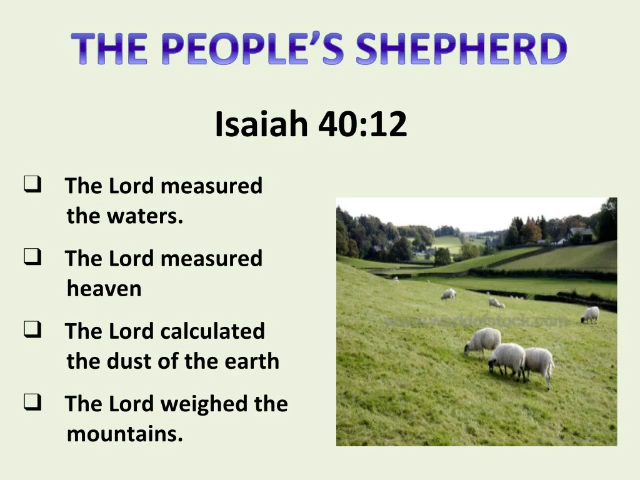 THE PEOPLE'S SHEPHERD
Isaiah 40:12
❑ The Lord measured
the waters.
❑ The Lord measured
heaven
❑ The Lord calculated
the dust of the earth
❑ The Lord weighed the
mountains.